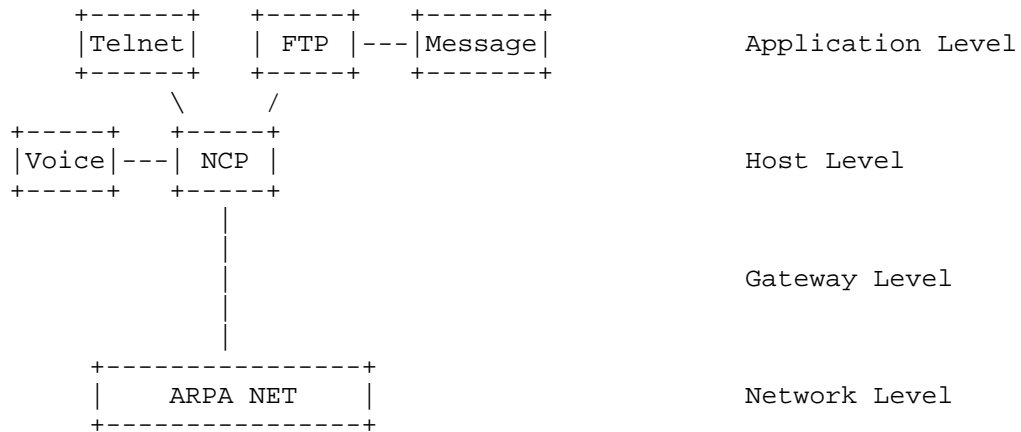 Telnet FTP Message Application Level
Voice NCP Host Level
Gateway Level
ARPA NET Network Level